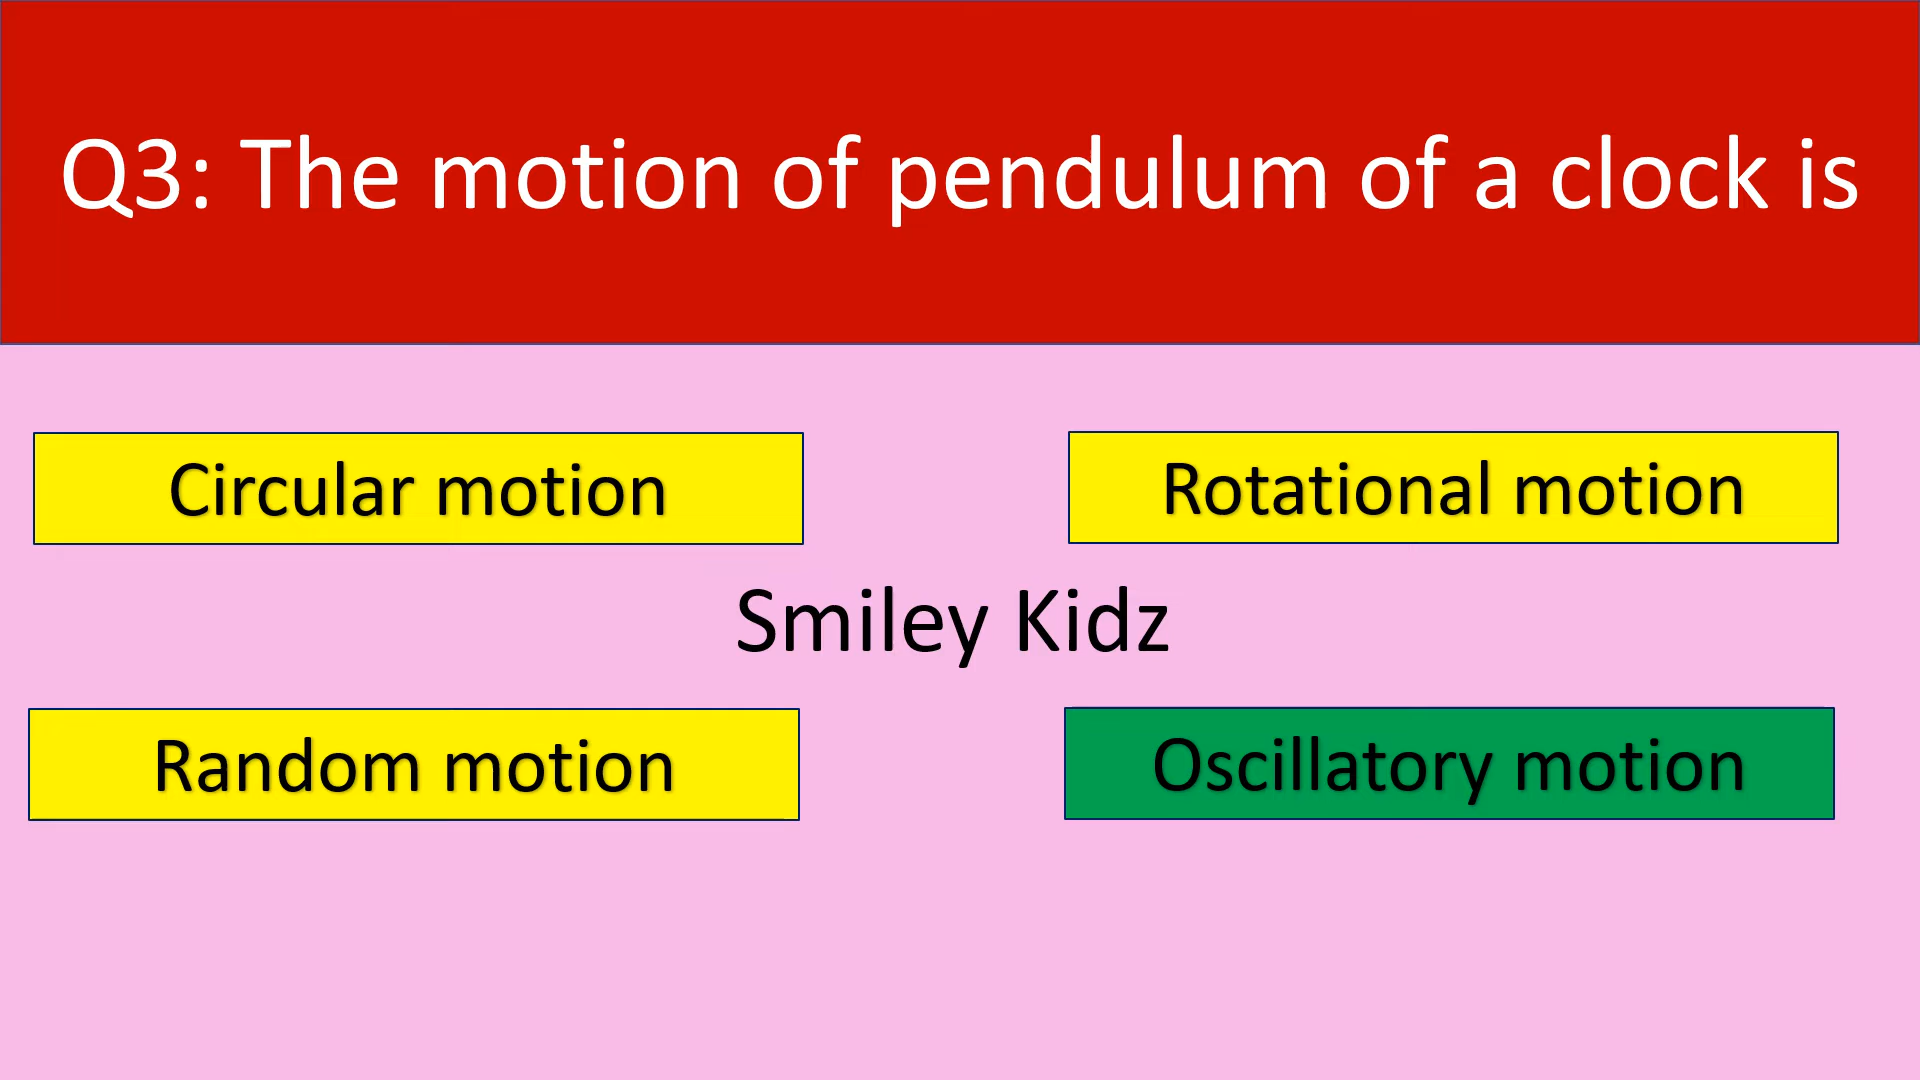 Q3: The motion of pendulum of a clock is
Circular motion
Rotational motion
Smiley Kidz
Random motion
Oscillatory motion